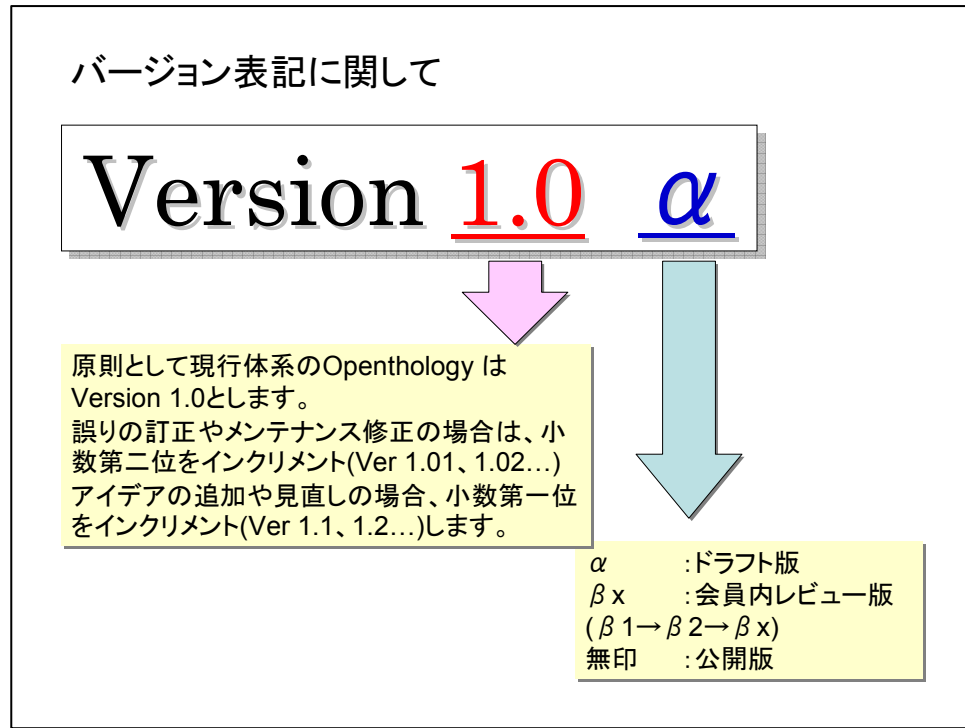 バージョン表記に関して
Version 1.0 α
原則として現行体系のOpenthology は
Version 1.0とします。
誤りの訂正やメンテナンス修正の場合は、小
数第二位をインクリメント(Ver 1.01、1.02…)
アイデアの追加や見直しの場合、小数第一位
をインクリメント(Ver 1.1、1.2…)します。
α :ドラフト版
βx :会員内レビュー版
(β1→β2→βx)
無印 :公開版